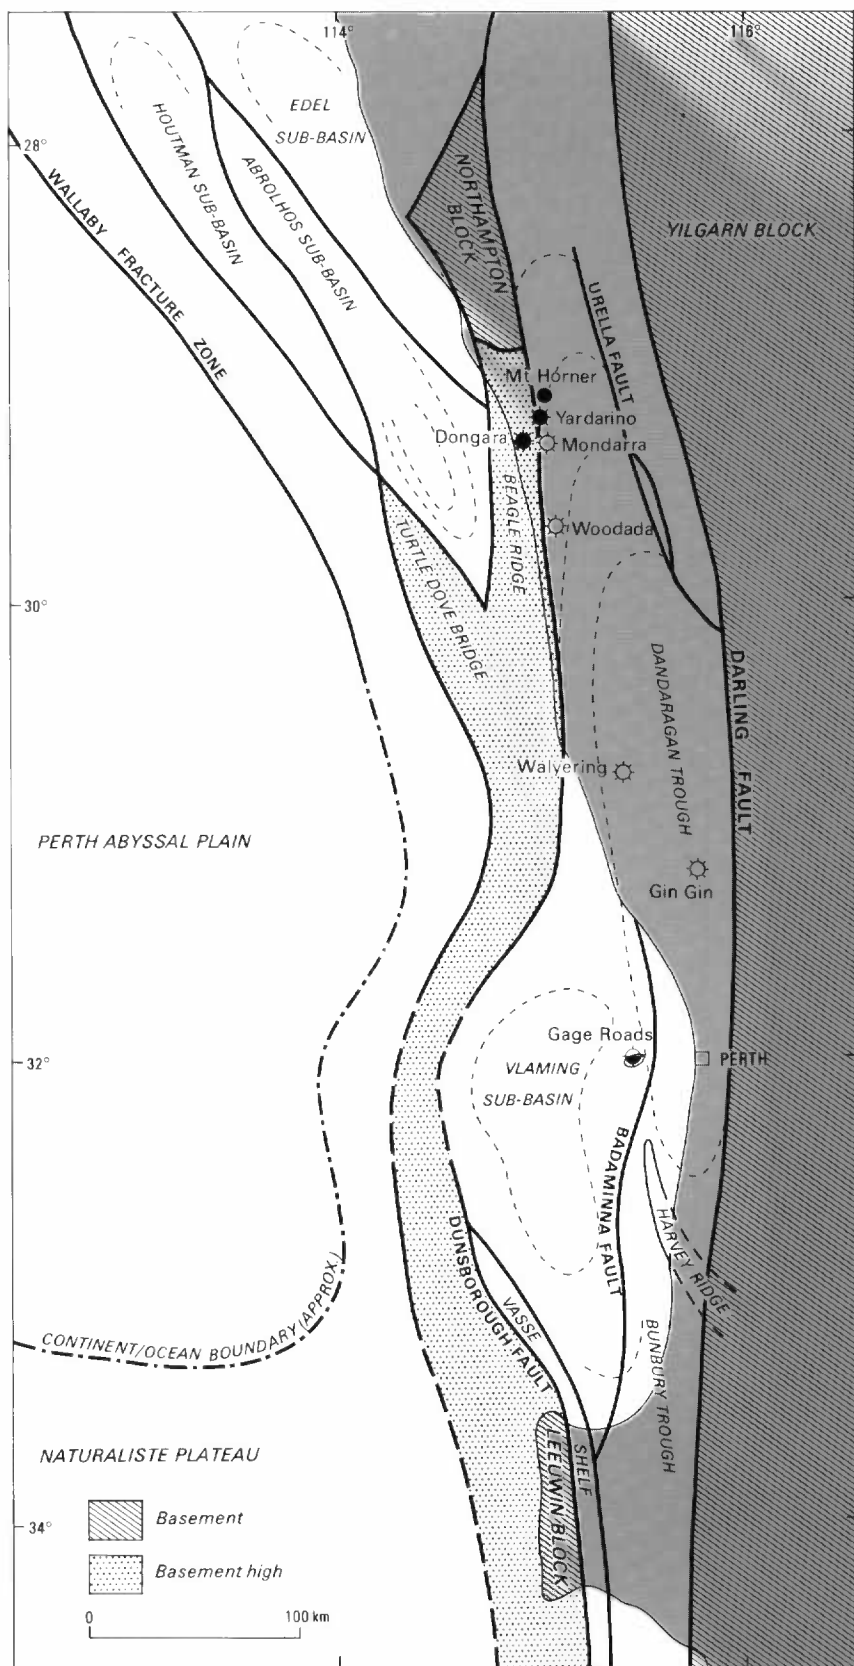 114°
116°
28°
EDEL
SUB-BASIN
HOUTMAN SUB-BASIN
ABROLHOS SUB-BASIN
WALLABY FRACTURE ZONE
NORTHAMPTON
BLOCK
YILGARN BLOCK
URELLA FAULT
Mt Horner
Yardarino
Dongara
Mondarra
BEAGLE RIDGE
Woodada
TURTLE DOVE BRIDGE
30°
DANDARAGAN TROUGH
DARLING FAULT
Walyering
PERTH ABYSSAL PLAIN
Gin Gin
Gage Roads
32°
VLAMING
SUB-BASIN
PERTH
BADAMINNA FAULT
HARVEY RIDGE
DUNSBOROUGH FAULT
VASSE
SHELF
BUNBURY TROUGH
CONTINENT/OCEAN BOUNDARY (APPROX.)
LEEUWIN BLOCK
NATURALISTE PLATEAU
Basement
34°
Basement high
0
100 km